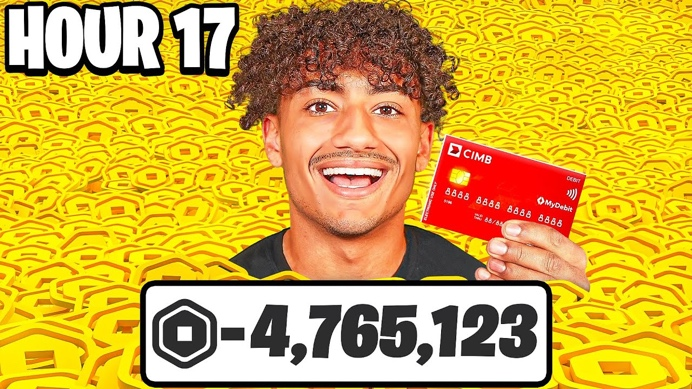 HOUR 17
CIMB
DEBIT
MyDebit
-4,765,123